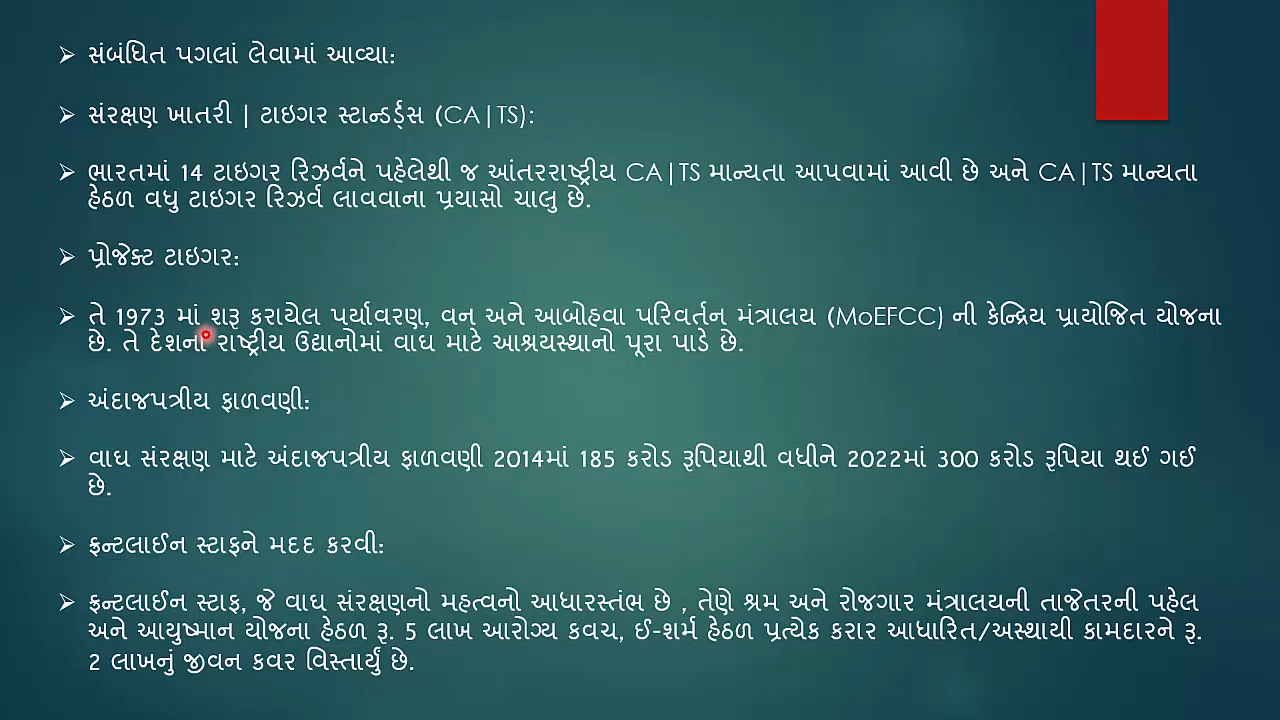 ➢ સંબંધિત પગલાં લેવામાં આવ્યા:
➢ સંરક્ષણ ખાતરી | ટાઇગર સ્ટાન્ડર્ડ્સ (CA|TS):
➢ ભારતમાં 14 ટાઇગર રિઝર્વને પહેલેથી જ આંતરરાષ્ટ્રીય CA|TS માન્યતા આપવામાં આવી છે અને CA|TS માન્યતા
હેઠળ વધુ ટાઇગર રિઝર્વ લાવવાના પ્રયાસો ચાલુ છે.
➢ પ્રોજેક્ટ ટાઇગર:
➢ તે 1973 માં શરૂ કરાયેલ પર્યાવરણ, વન અને આબોહવા પરિવર્તન મંત્રાલય (MoEFCC) ની કેન્દ્રિય પ્રાયોજિત યોજના
છે. તે દેશના રાષ્ટ્રીય ઉદ્યાનોમાં વાઘ માટે આશ્રયસ્થાનો પૂરા પાડે છે.
➢ અંદાજપત્રીય ફાળવણી:
➢ વાઘ સંરક્ષણ માટે અંદાજપત્રીય ફાળવણી 2014માં 185 કરોડ રૂપિયાથી વધીને 2022માં 300 કરોડ રૂપિયા થઈ ગઈ
છે.
➢ ફ્રન્ટલાઈન સ્ટાફને મદદ કરવી:
➢ ફ્રન્ટલાઈન સ્ટાફ, જે વાઘ સંરક્ષણનો મહત્વનો આધારસ્તંભ છે , તેણે શ્રમ અને રોજગાર મંત્રાલયની તાજેતરની પહેલ
અને આયુષ્માન યોજના હેઠળ રૂ. 5 લાખ આરોગ્ય કવચ, ઈ-શર્મ હેઠળ પ્રત્યેક કરાર આધારિત/અસ્થાયી કામદારને રૂ.
2 લાખનું જીવન કવર વિસ્તાર્યું છે.